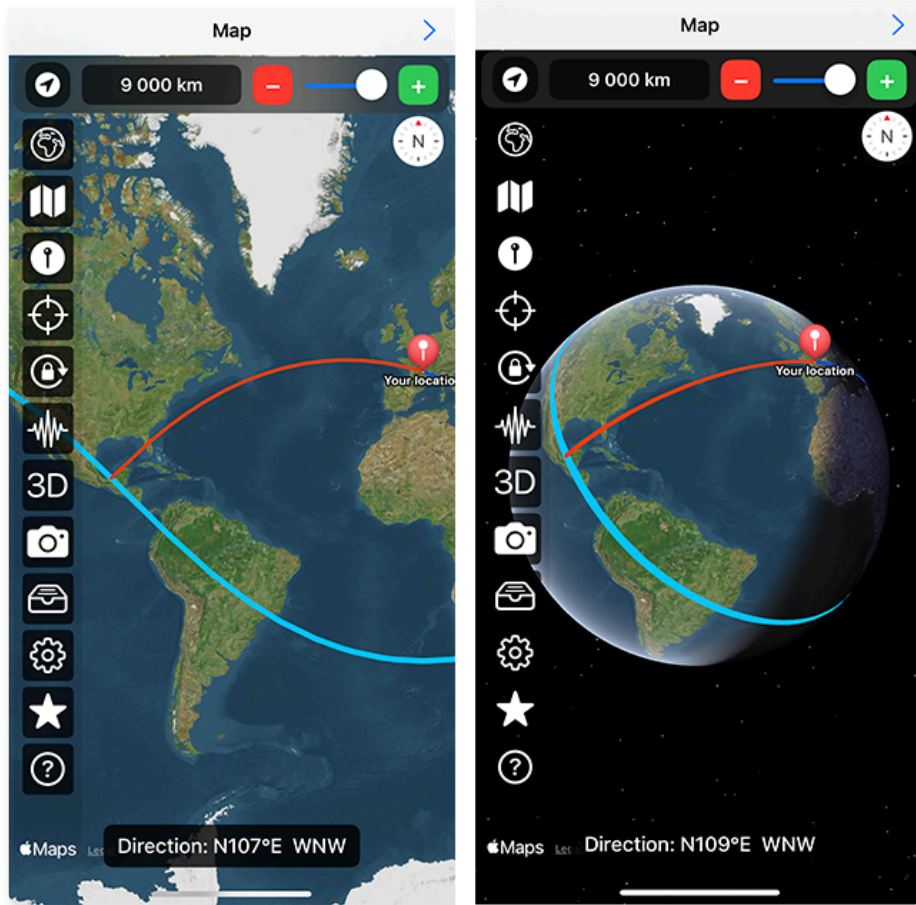 Map
9 000 km
N
Your locatio
3D
Maps
Direction: N107°E WNW
Map
9 000 km
N
Your location
3D
Maps
Direction: N109°E WNW